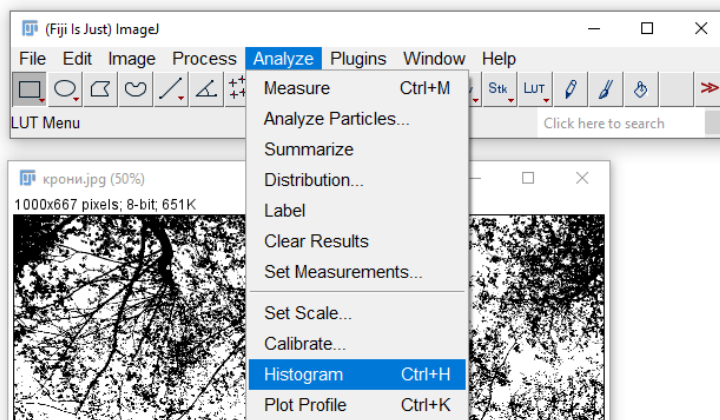 (Fiji Is Just) ImageJ
File Edit Image Process Analyze Plugins Window Help
Stk LUT
LUT Menu
Click here to search
Measure Ctrl+M
Analyze Particles...
Summarize
Distribution...
Label
Clear Results
Set Measurements...
Set Scale...
Calibrate...
Histogram Ctrl+H
Plot Profile Ctrl+K
крони.jpg (50%)
1000x667 pixels; 8-bit; 651K